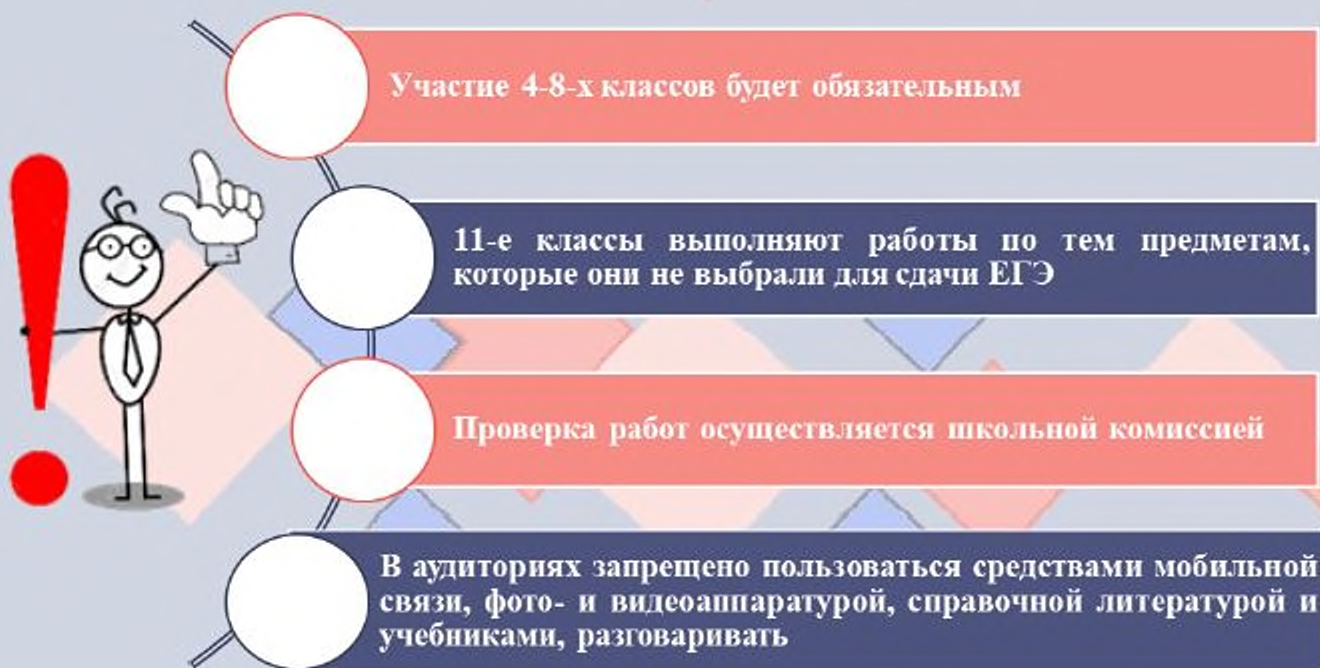 Участие 4-8-х классов будет обязательным
11-е классы выполняют работы по тем предметам,
которые они не выбрали для сдачи ЕГЭ
Проверка работ осуществляется школьной комиссией
В аудиториях запрещено пользоваться средствами мобильной
связи, фото- и видеоаппаратурой, справочной литературой и
учебниками, разговаривать